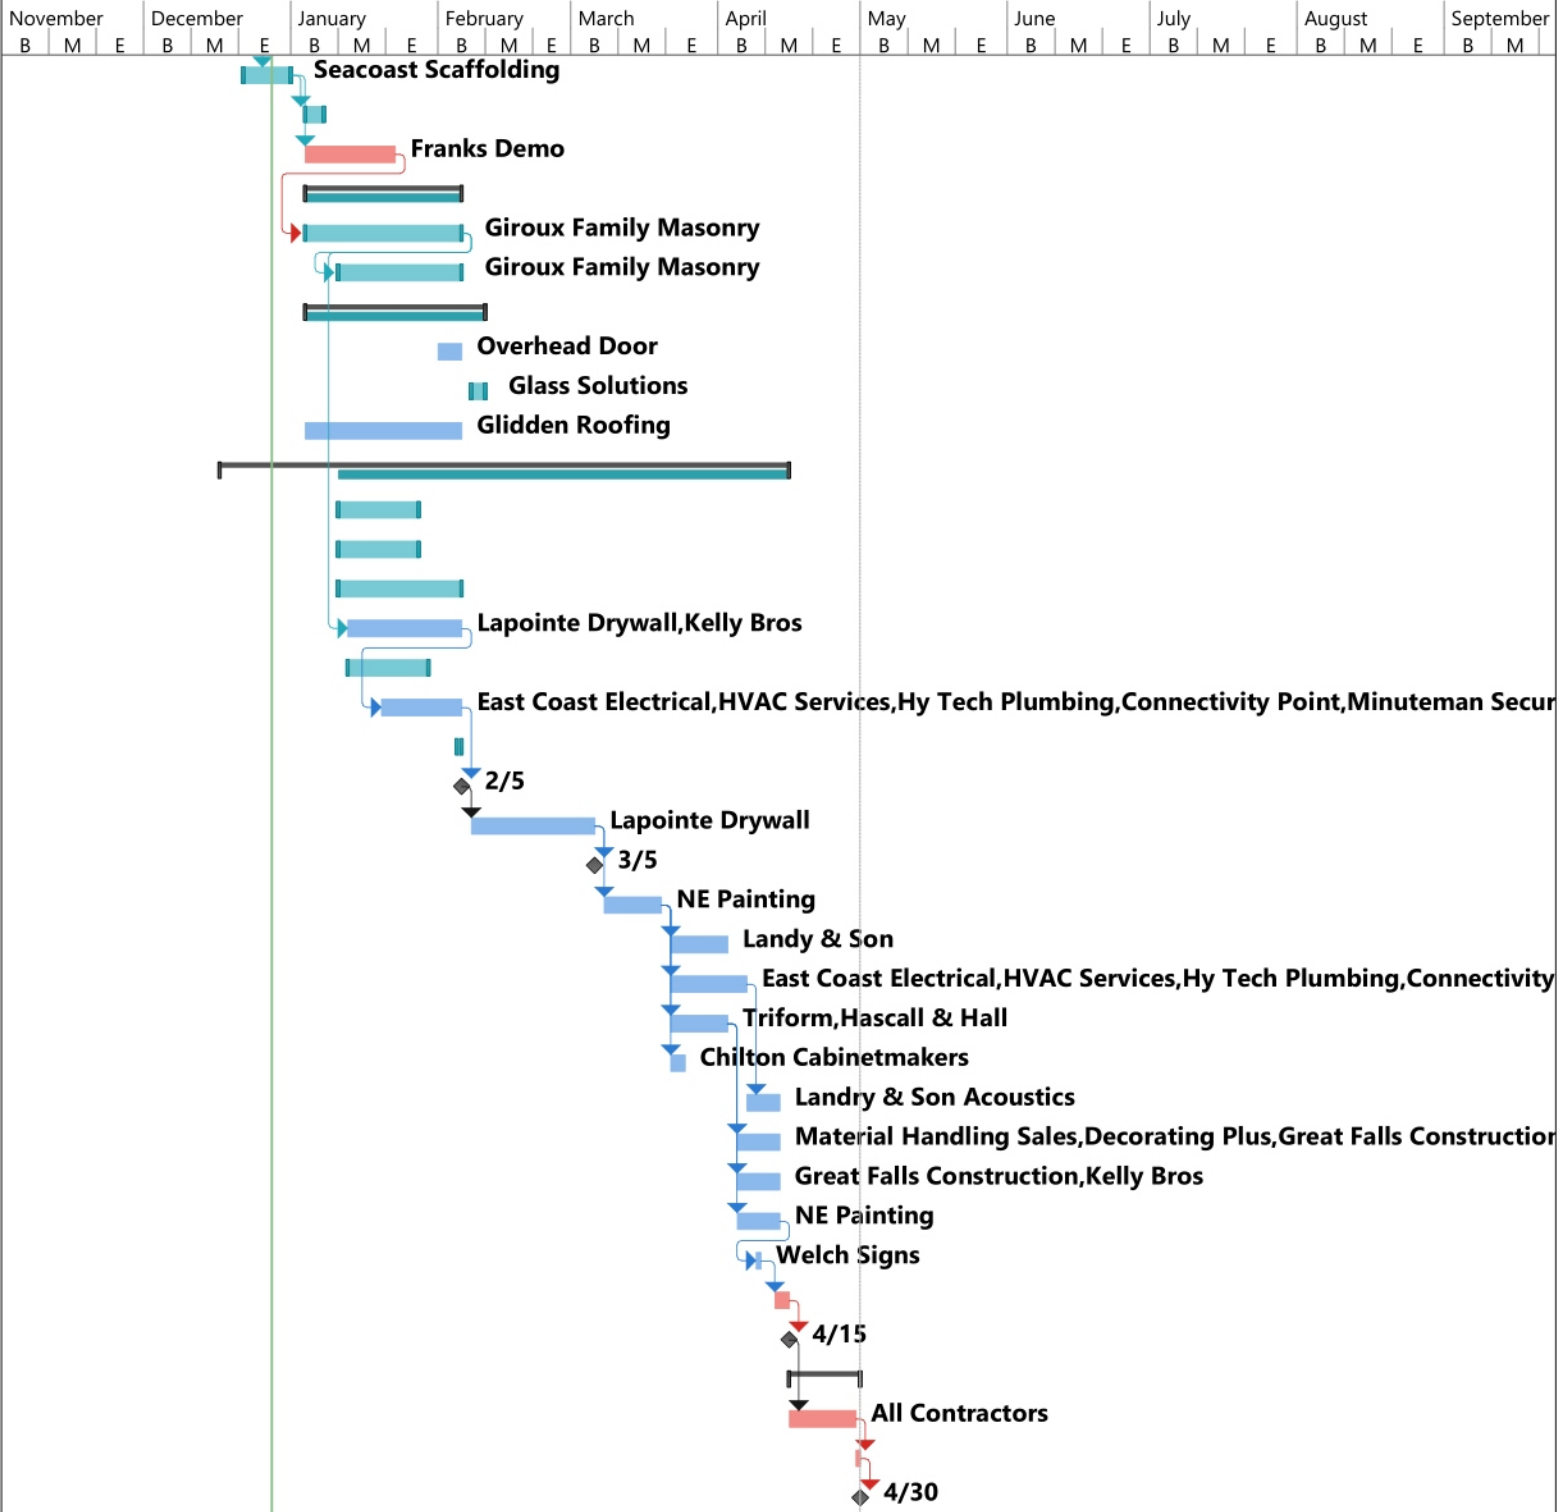 November December January February March April May June July August September
B M E B M E B M E B M E B M E B M E B M E B M E B M E B M E B M
Seacoast Scaffolding
Franks Demo
Giroux Family Masonry
Giroux Family Masonry
Overhead Door
Glass Solutions
Glidden Roofing
Lapointe Drywall,Kelly Bros
East Coast Electrical,HVAC Services,Hy Tech Plumbing,Connectivity Point,Minuteman Secur
2/5
Lapointe Drywall
3/5
NE Painting
Landy & Son
East Coast Electrical,HVAC Services,Hy Tech Plumbing,Connectivity
Triform,Hascall & Hall
Chilton Cabinetmakers
Landry & Son Acoustics
Material Handling Sales,Decorating Plus,Great Falls Construction
Great Falls Construction,Kelly Bros
NE Painting
Welch Signs
4/15
All Contractors
4/30